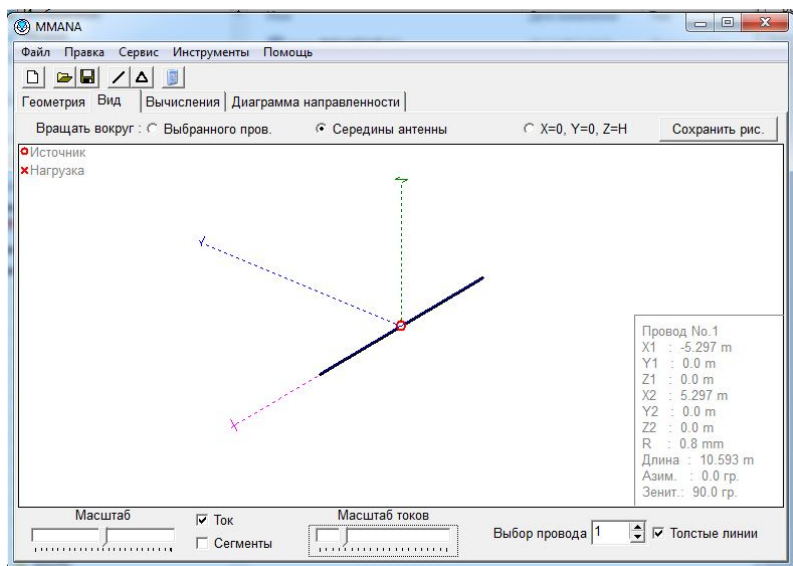 MMANA
Файл Правка Сервис Инструменты Помощь
Геометрия Вид Вычисления Диаграмма направленности
Вращать вокруг : Выбранного пров. Середины антенны X=0, Y=0, Z=H Сохранить рис.
Источник
Нагрузка
Z
Y
X
Провод No.1
X1 : -5.297 m
Y1 : 0.0 m
Z1 : 0.0 m
X2 : 5.297 m
Y2 : 0.0 m
Z2 : 0.0 m
R : 0.8 mm
Длина : 10.593 m
Азим. : 0.0 гр.
Зенит.: 90.0 гр.
Масштаб
Ток
Сегменты
Масштаб токов
Выбор провода 1
Толстые линии